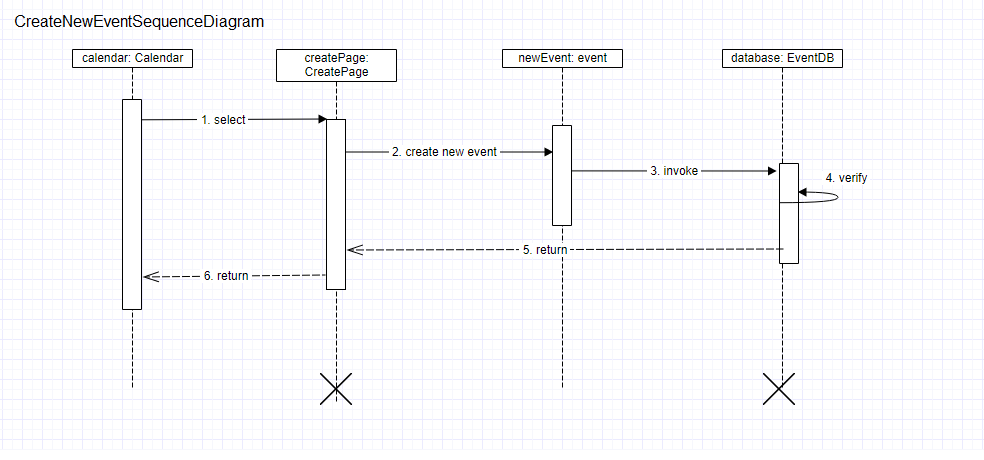 CreateNewEventSequenceDiagram
calendar: Calendar
createPage:
CreatePage
newEvent: event
database: EventDB
1. select
2. create new event
3. invoke
4. verify
5. return
6. return